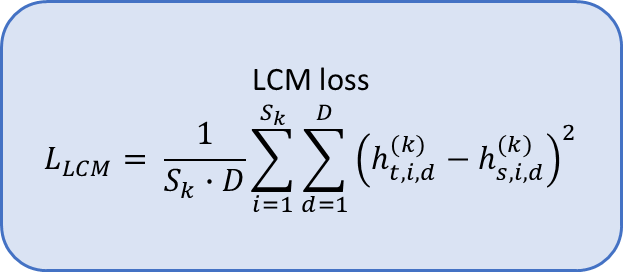 LCM loss
L_{LCM} = \frac{1}{S_k \cdot D} \sum_{i=1}^{S_k} \sum_{d=1}^{D} \left( h_{t,i,d}^{(k)} - h_{s,i,d}^{(k)} \right)^2